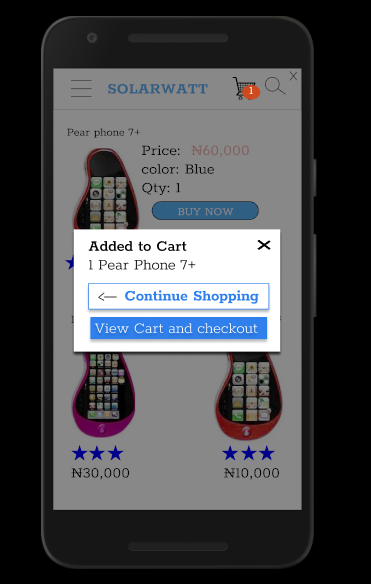 SOLARWATT
1
X
Pear phone 7+
Price: ₦60,000
color: Blue
Qty: 1
BUY NOW
Added to Cart
1 Pear Phone 7+
<— Continue Shopping
View Cart and checkout
₦30,000
₦10,000